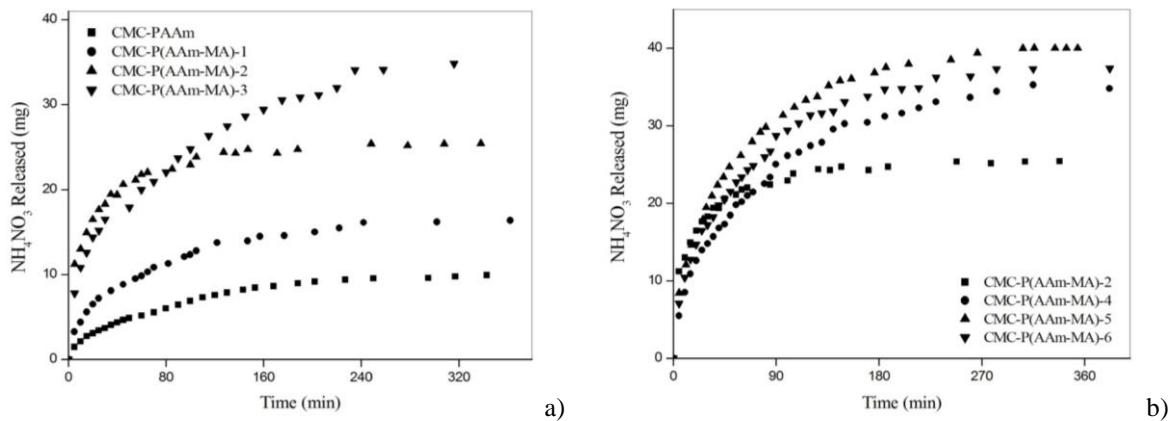 40
30
20
10
0
NH₄NO₃ Released (mg)
CMC-PAAm
CMC-P(AAm-MA)-1
CMC-P(AAm-MA)-2
CMC-P(AAm-MA)-3
0 80 160 240 320
Time (min)
a)
40
30
20
10
0
NH₄NO₃ Released (mg)
CMC-P(AAm-MA)-2
CMC-P(AAm-MA)-4
CMC-P(AAm-MA)-5
CMC-P(AAm-MA)-6
0 90 180 270 360
Time (min)
b)